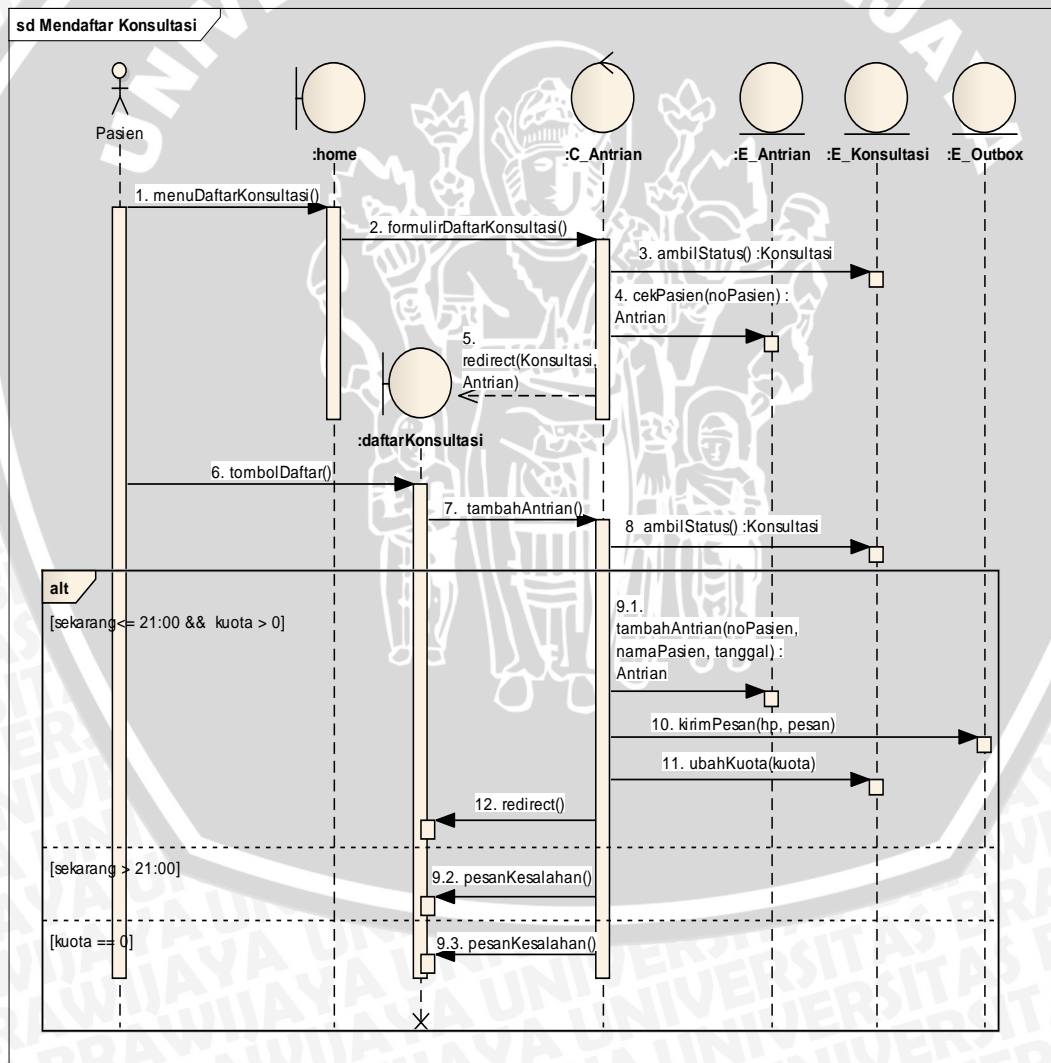 sd Mendaftar Konsultasi
Pasien
:home
:C_Antrian
:E_Antrian
:E_Konsultasi
:E_Outbox
1. menuDaftarKonsultasi()
2. formulirDaftarKonsultasi()
3. ambilStatus() :Konsultasi
4. cekPasien(noPasien) :
Antrian
5.
redirect(Konsultasi,
Antrian)
:daftarKonsultasi
6. tombolDaftar()
7. tambahAntrian()
8 ambilStatus() :Konsultasi
alt
[sekarang<= 21:00 && kuota > 0]
9.1.
tambahAntrian(noPasien,
namaPasien, tanggal) :
Antrian
10. kirimPesan(hp, pesan)
11. ubahKuota(kuota)
12. redirect()
[sekarang > 21:00]
9.2. pesanKesalahan()
[kuota == 0]
9.3. pesanKesalahan()